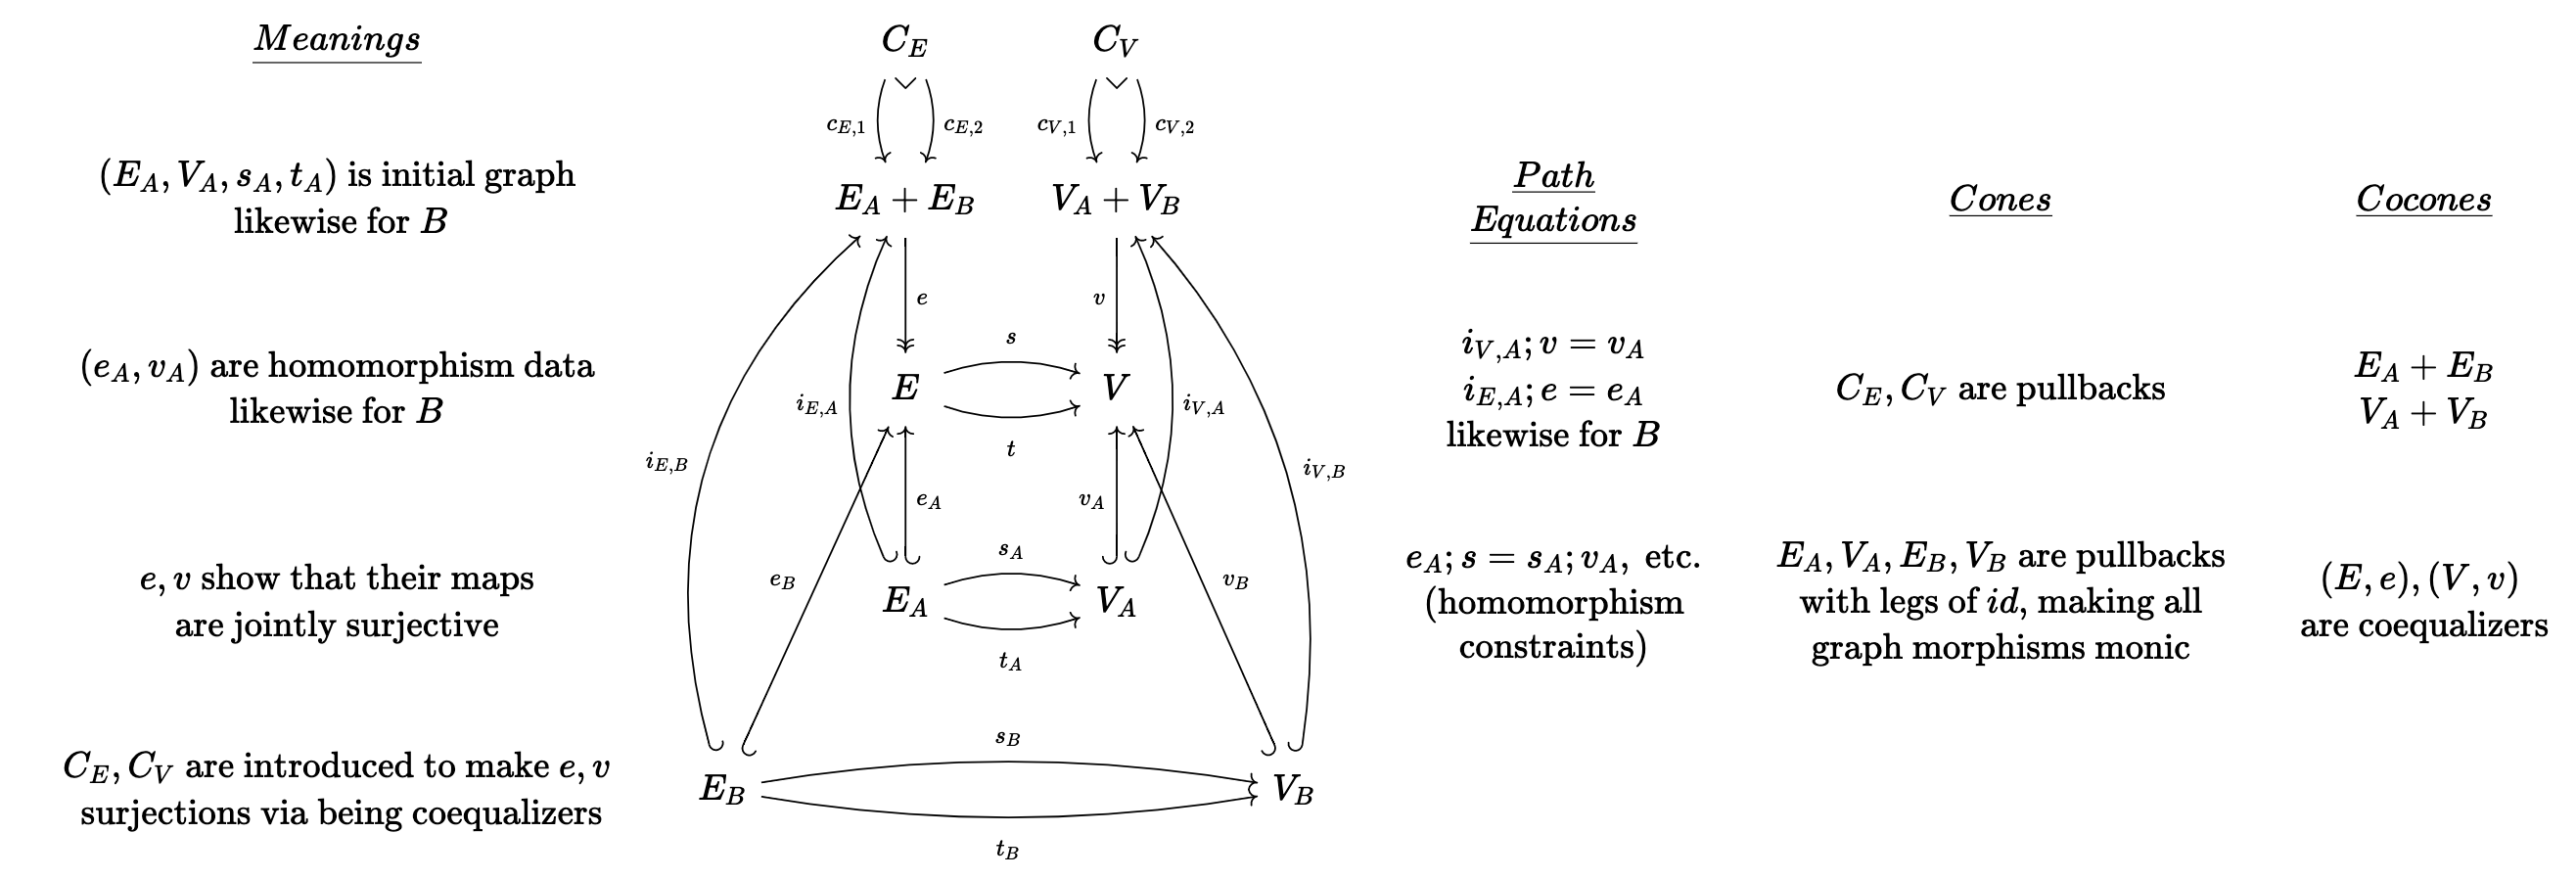 Meanings
(E_A, V_A, s_A, t_A) is initial graph
likewise for B
(e_A, v_A) are homomorphism data
likewise for B
e, v show that their maps
are jointly surjective
C_E, C_V are introduced to make e, v
surjections via being coequalizers
C_E
C_V
c_{E,1}
c_{E,2}
c_{V,1}
c_{V,2}
E_A + E_B
V_A + V_B
e
v
s
E
V
t
i_{E,A}
i_{V,A}
i_{E,B}
i_{V,B}
e_A
v_A
s_A
e_B
v_B
E_A
V_A
t_A
s_B
E_B
V_B
t_B
Path
Equations
i_{V,A}; v = v_A
i_{E,A}; e = e_A
likewise for B
e_A; s = s_A; v_A, etc.
(homomorphism
constraints)
Cones
C_E, C_V are pullbacks
E_A, V_A, E_B, V_B are pullbacks
with legs of id, making all
graph morphisms monic
Cocones
E_A + E_B
V_A + V_B
(E, e), (V, v)
are coequalizers